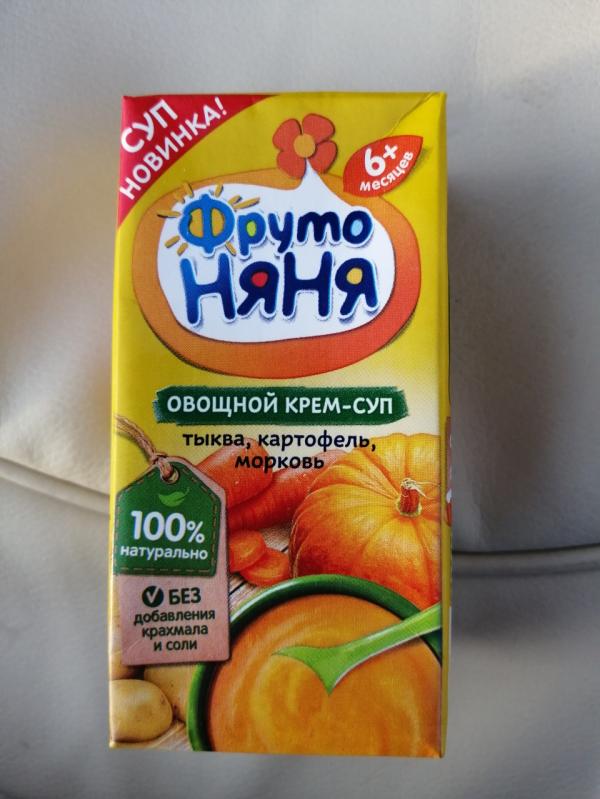 СУП
НОВИНКА!
6+
месяцев
Фруто
НЯНЯ
ОВОЩНОЙ КРЕМ-СУП
тыква, картофель,
морковь
100%
натурально
БЕЗ
добавления
крахмала
и соли